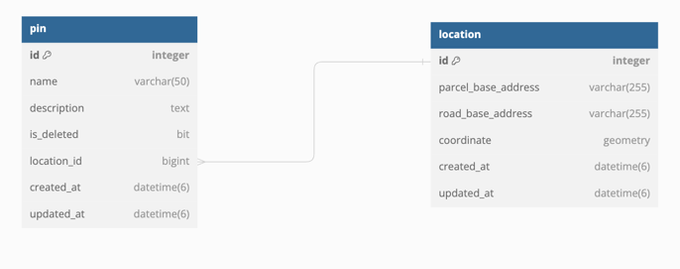 pin
id integer
name varchar(50)
description text
is_deleted bit
location_id bigint
created_at datetime(6)
updated_at datetime(6)
location
id integer
parcel_base_address varchar(255)
road_base_address varchar(255)
coordinate geometry
created_at datetime(6)
updated_at datetime(6)